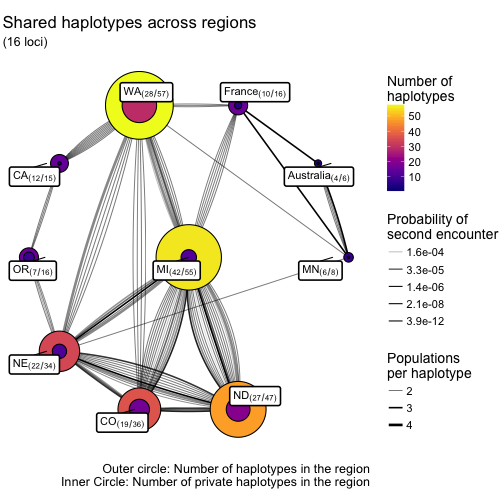 Shared haplotypes across regions
(16 loci)
WA(28/57)
France(10/16)
CA(12/15)
Australia(4/6)
OR(7/16)
MI(42/55)
MN(6/8)
NE(22/34)
ND(27/47)
CO(19/36)
Number of
haplotypes
50
40
30
20
10
Probability of
second encounter
1.6e-04
3.3e-05
1.4e-06
2.1e-08
3.9e-12
Populations
per haplotype
2
3
4
Outer circle: Number of haplotypes in the region
Inner Circle: Number of private haplotypes in the region